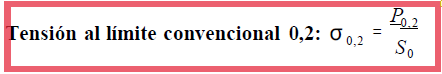 Tensión al límite convencional 0,2: σ₀,₂ = P₀,₂ / S₀